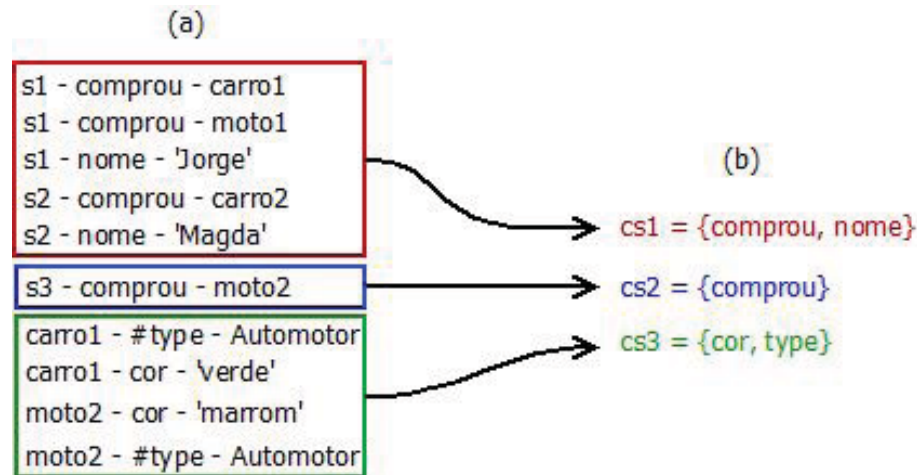 (a)
s1 - comprou - carro1
s1 - comprou - moto1
s1 - nome - 'Jorge'
s2 - comprou - carro2
s2 - nome - 'Magda'
s3 - comprou - moto2
carro1 - #type - Automotor
carro1 - cor - 'verde'
moto2 - cor - 'marrom'
moto2 - #type - Automotor
(b)
cs1 = {comprou, nome}
cs2 = {comprou}
cs3 = {cor, type}